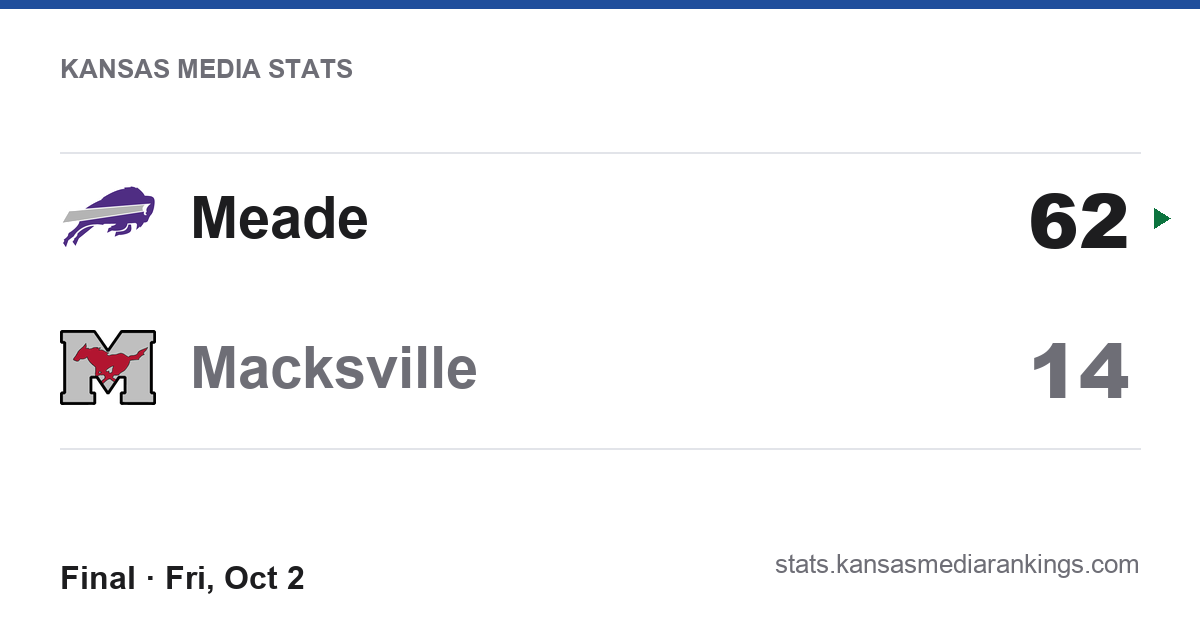 KANSAS MEDIA STATS
Meade 62
Macksville 14
Final · Fri, Oct 2
stats.kansasmediarankings.com